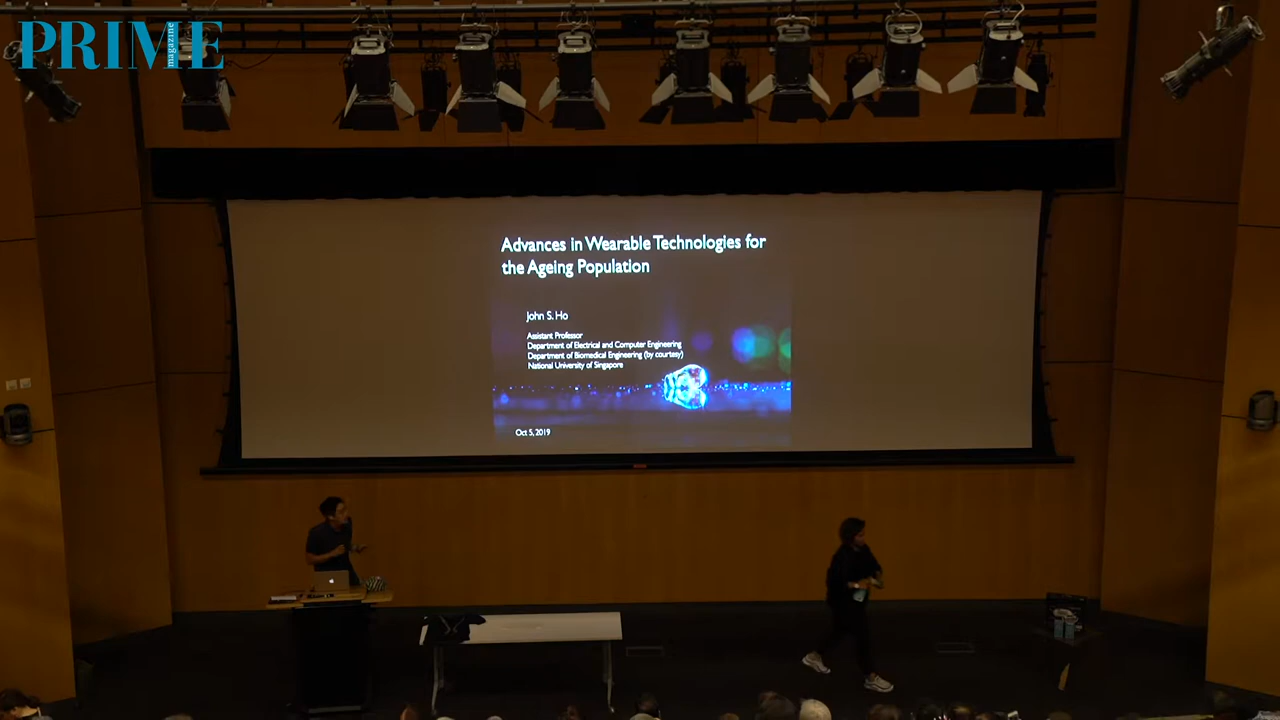 PRIME
magazine
Advances in Wearable Technologies for
the Ageing Population
John S. Ho
Assistant Professor
Department of Electrical and Computer Engineering
Department of Biomedical Engineering (by courtesy)
National University of Singapore
Oct 5, 2019